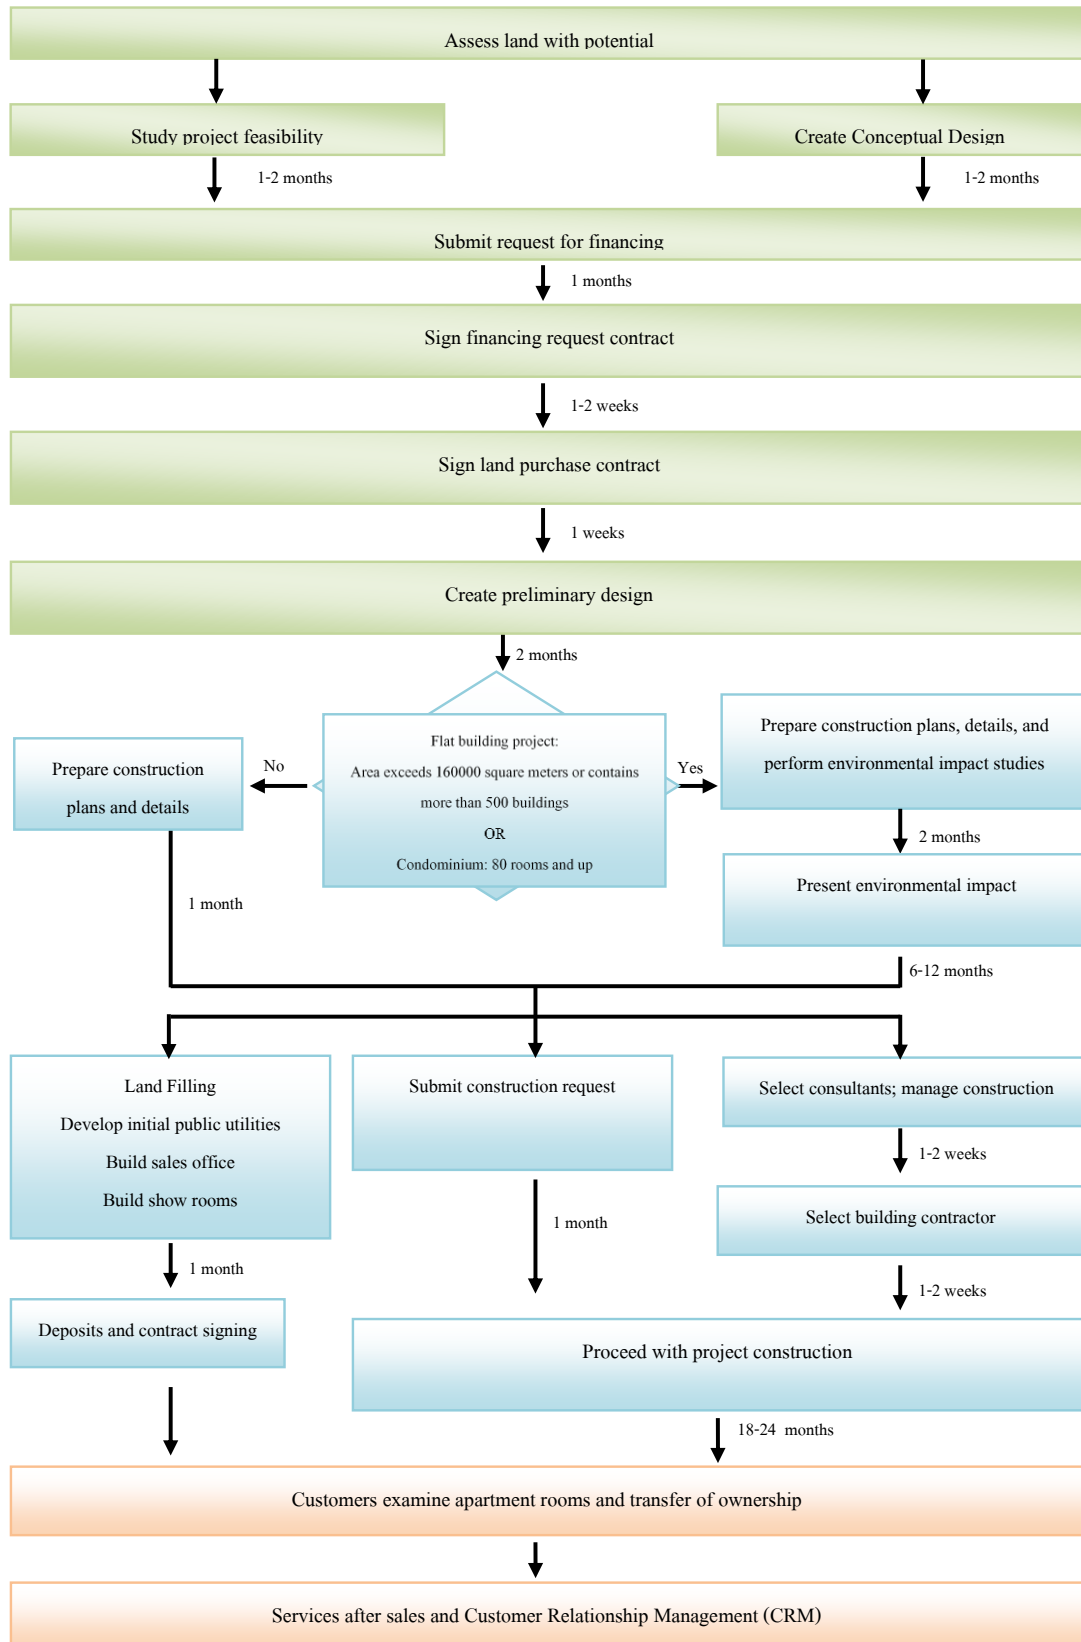 Assess land with potential
Study project feasibility
Create Conceptual Design
1-2 months
1-2 months
Submit request for financing
1 months
Sign financing request contract
1-2 weeks
Sign land purchase contract
1 weeks
Create preliminary design
2 months
Flat building project:
Area exceeds 160000 square meters or contains
more than 500 buildings
OR
Condominium: 80 rooms and up
No
Yes
Prepare construction
plans and details
Prepare construction plans, details, and
perform environmental impact studies
2 months
1 month
Present environmental impact
6-12 months
Land Filling
Develop initial public utilities
Build sales office
Build show rooms
Submit construction request
Select consultants; manage construction
1-2 weeks
Select building contractor
1 month
1 month
1-2 weeks
Deposits and contract signing
Proceed with project construction
18-24 months
Customers examine apartment rooms and transfer of ownership
Services after sales and Customer Relationship Management (CRM)